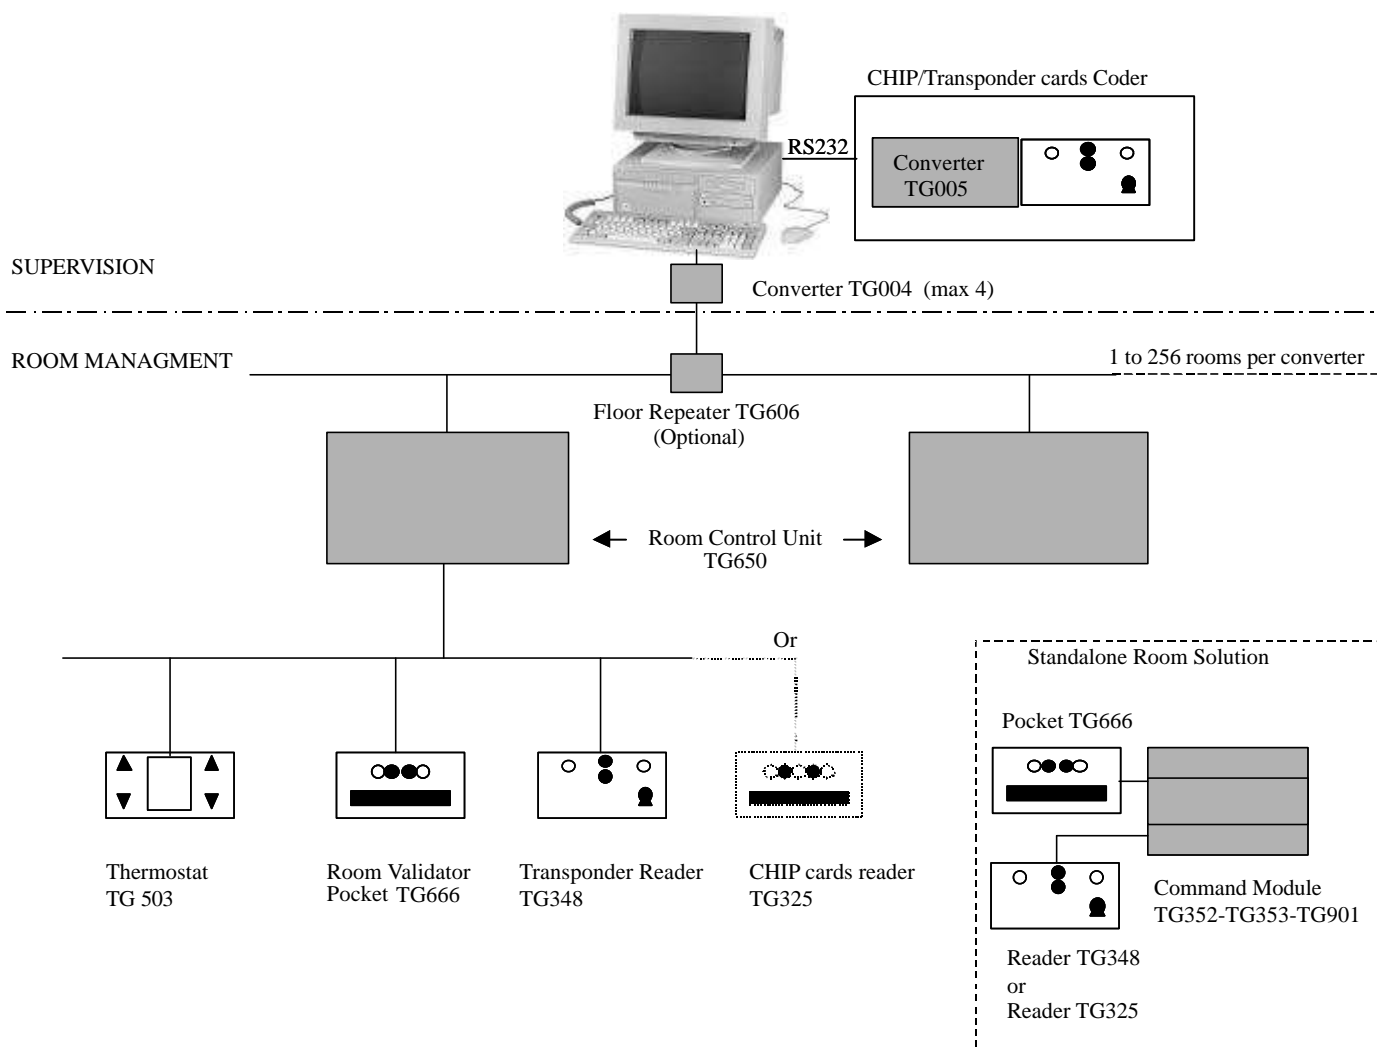 CHIP/Transponder cards Coder
RS232
Converter
TG005
SUPERVISION
Converter TG004  (max 4)
ROOM MANAGMENT
1 to 256 rooms per converter
Floor Repeater TG606
(Optional)
Room Control Unit
TG650
Or
Standalone Room Solution
Pocket TG666
Thermostat
TG 503
Room Validator
Pocket TG666
Transponder Reader
TG348
CHIP cards reader
TG325
Command Module
TG352-TG353-TG901
Reader TG348
or
Reader TG325